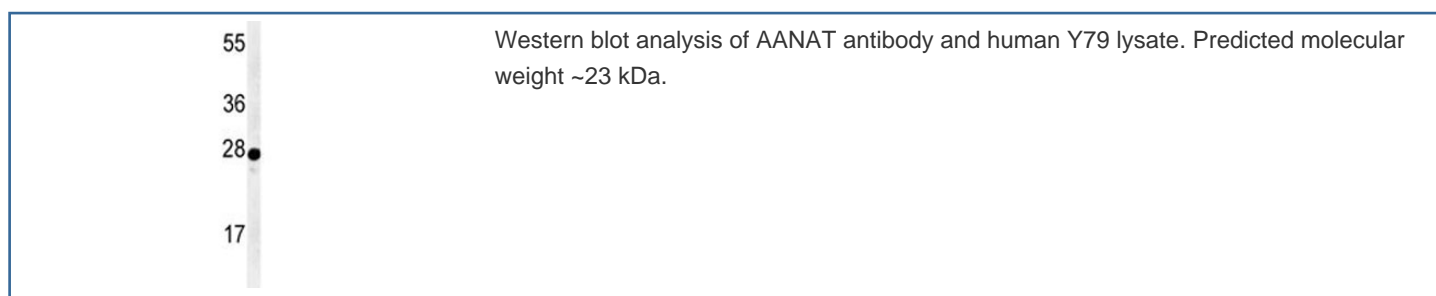 55
36
28
17
Western blot analysis of AANAT antibody and human Y79 lysate. Predicted molecular
weight ~23 kDa.